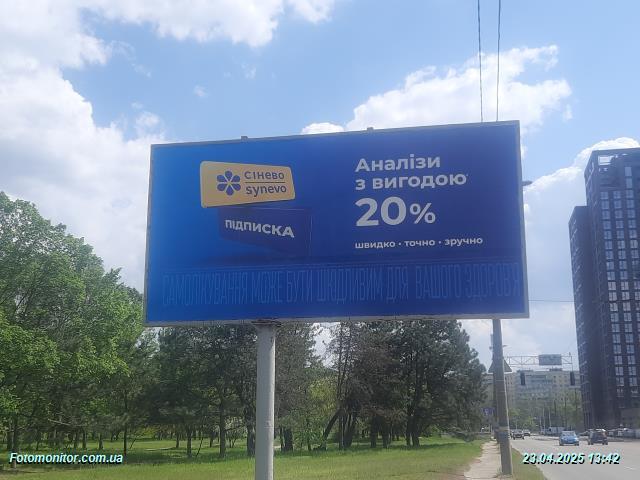 Сінево
synevo
ПІДПИСКА
Аналізи
з вигодою
20%
швидко • точно • зручно
САМОЛІКУВАННЯ МОЖЕ БУТИ ШКІДЛИВИМ ДЛЯ ВАШОГО ЗДОРОВ'Я
Fotomonitor.com.ua
23.04.2025 13:42